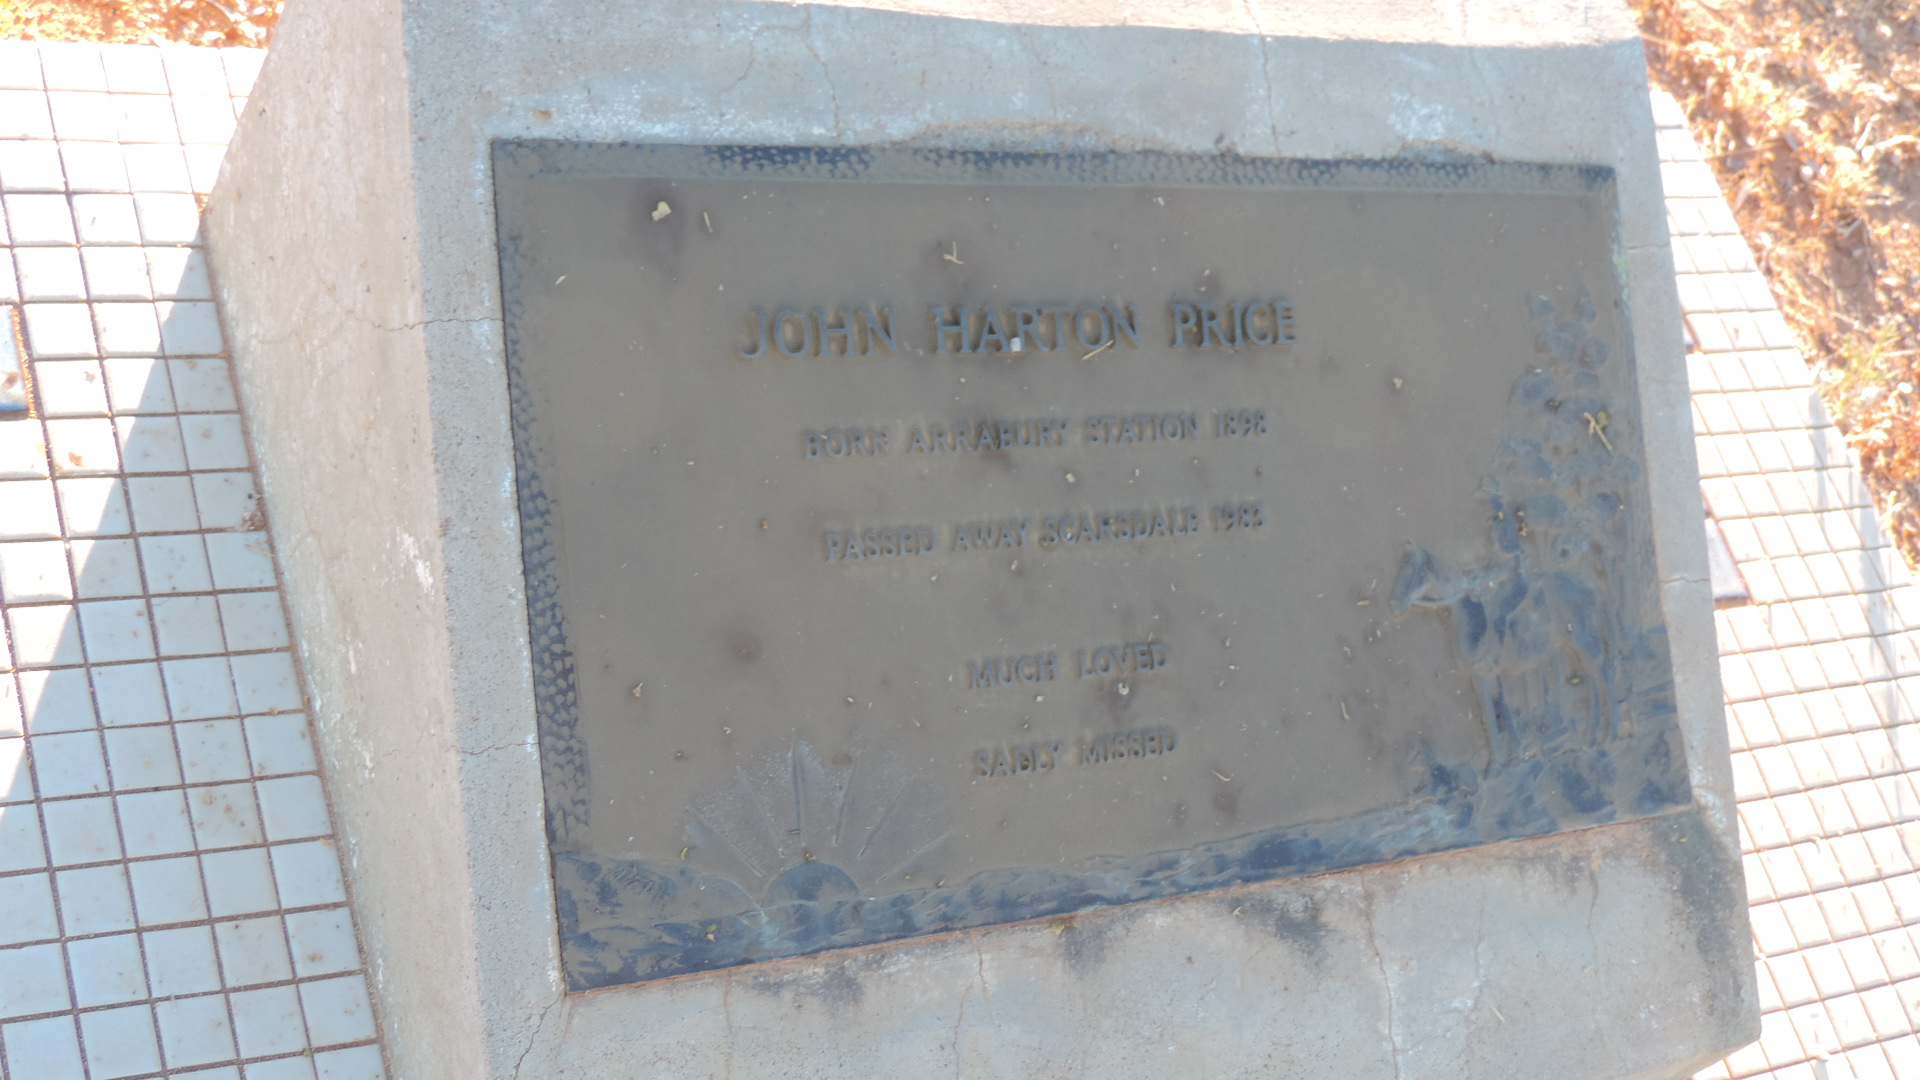 JOHN HARTON PRICE
BORN ARRABURY STATION 1898
PASSED AWAY SCARSDALE 1983
MUCH LOVED
SADLY MISSED